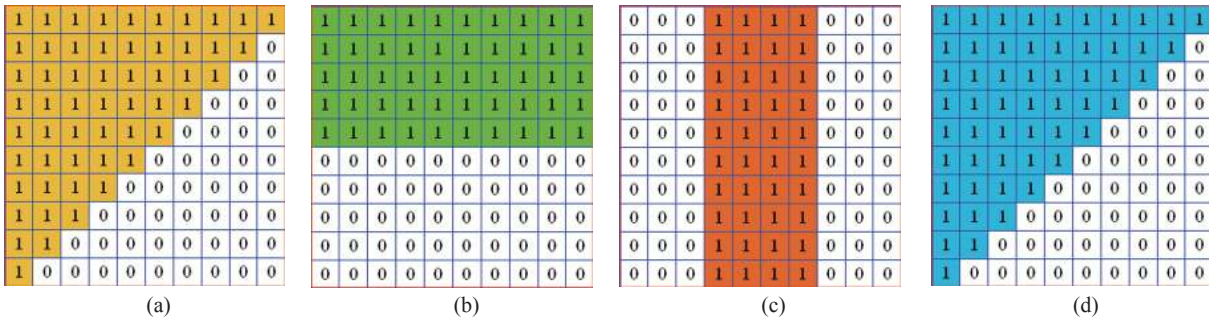 1 1 1 1 1 1 1 1 1 1
1 1 1 1 1 1 1 1 1 0
1 1 1 1 1 1 1 1 0 0
1 1 1 1 1 1 1 0 0 0
1 1 1 1 1 1 0 0 0 0
1 1 1 1 1 0 0 0 0 0
1 1 1 1 0 0 0 0 0 0
1 1 1 0 0 0 0 0 0 0
1 1 0 0 0 0 0 0 0 0
1 0 0 0 0 0 0 0 0 0
(a)
1 1 1 1 1 1 1 1 1 1
1 1 1 1 1 1 1 1 1 1
1 1 1 1 1 1 1 1 1 1
1 1 1 1 1 1 1 1 1 1
1 1 1 1 1 1 1 1 1 1
0 0 0 0 0 0 0 0 0 0
0 0 0 0 0 0 0 0 0 0
0 0 0 0 0 0 0 0 0 0
0 0 0 0 0 0 0 0 0 0
0 0 0 0 0 0 0 0 0 0
(b)
0 0 0 1 1 1 1 0 0 0
0 0 0 1 1 1 1 0 0 0
0 0 0 1 1 1 1 0 0 0
0 0 0 1 1 1 1 0 0 0
0 0 0 1 1 1 1 0 0 0
0 0 0 1 1 1 1 0 0 0
0 0 0 1 1 1 1 0 0 0
0 0 0 1 1 1 1 0 0 0
0 0 0 1 1 1 1 0 0 0
0 0 0 1 1 1 1 0 0 0
(c)
1 1 1 1 1 1 1 1 1 1
1 1 1 1 1 1 1 1 1 0
1 1 1 1 1 1 1 1 0 0
1 1 1 1 1 1 1 0 0 0
1 1 1 1 1 1 0 0 0 0
1 1 1 1 1 0 0 0 0 0
1 1 1 1 0 0 0 0 0 0
1 1 1 0 0 0 0 0 0 0
1 1 0 0 0 0 0 0 0 0
1 0 0 0 0 0 0 0 0 0
(d)